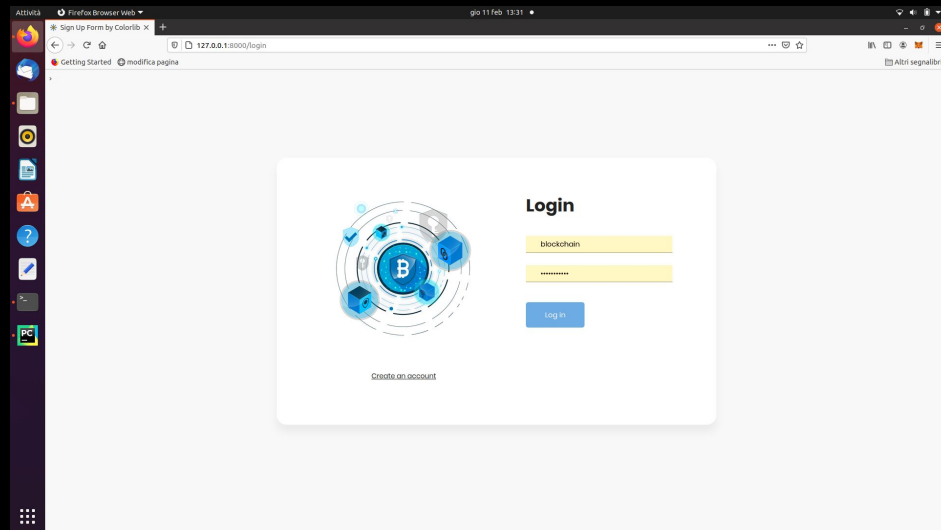 Attività Firefox Browser Web gio 11 feb 13:31
Sign Up Form by Colorlib
127.0.0.1:8000/login
Getting Started modifica pagina Altri segnalibri
Login
blockchain
•••••••••••
Log in
Create an account
PC